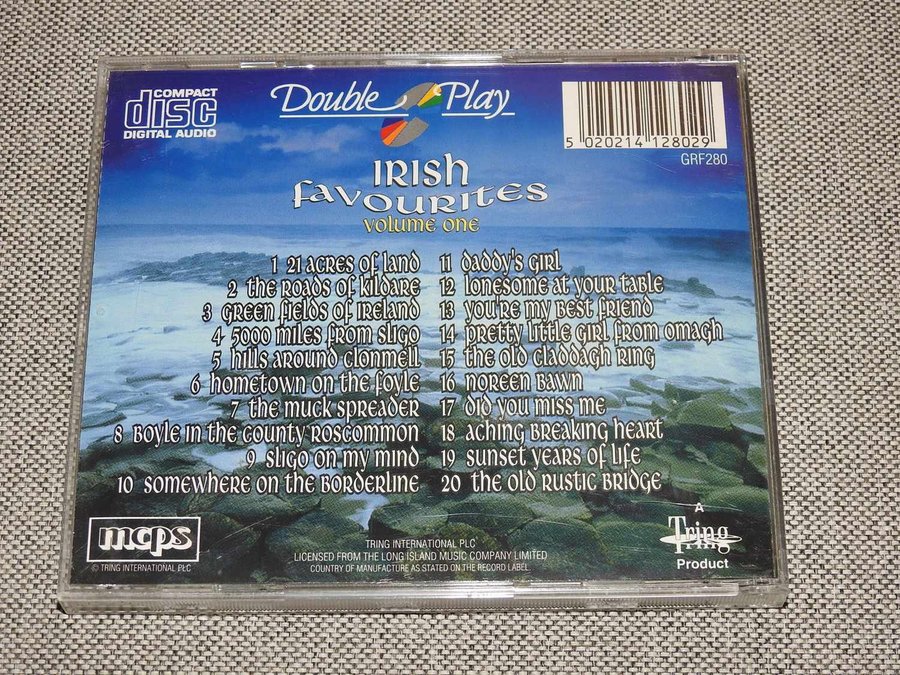 COMPACT
disc
DIGITAL AUDIO
Double Play
5 020214 128029
GRF280
IRISH
FAVOURITES
VOLUME ONE
1 21 ACRES OF LAND
2 THE ROADS OF KILDARE
3 GREEN FIELDS OF IRELAND
4 5000 MILES FROM SLIGO
5 HILLS AROUND CLONMELL
6 HOMETOWN ON THE FOYLE
7 THE MUCK SPREADER
8 BOYLE IN THE COUNTY ROSCOMMON
9 SLIGO ON MY MIND
10 SOMEWHERE ON THE BORDERLINE
11 DADDY'S GIRL
12 LONESOME AT YOUR TABLE
13 YOU'RE MY BEST FRIEND
14 PRETTY LITTLE GIRL FROM OMAGH
15 THE OLD CLADDAGH RING
16 NOREEN BAWN
17 DID YOU MISS ME
18 ACHING BREAKING HEART
19 SUNSET YEARS OF LIFE
20 THE OLD RUSTIC BRIDGE
mcps
© TRING INTERNATIONAL PLC
TRING INTERNATIONAL PLC
LICENSED FROM THE LONG ISLAND MUSIC COMPANY LIMITED
COUNTRY OF MANUFACTURE AS STATED ON THE RECORD LABEL
A
Tring
Product